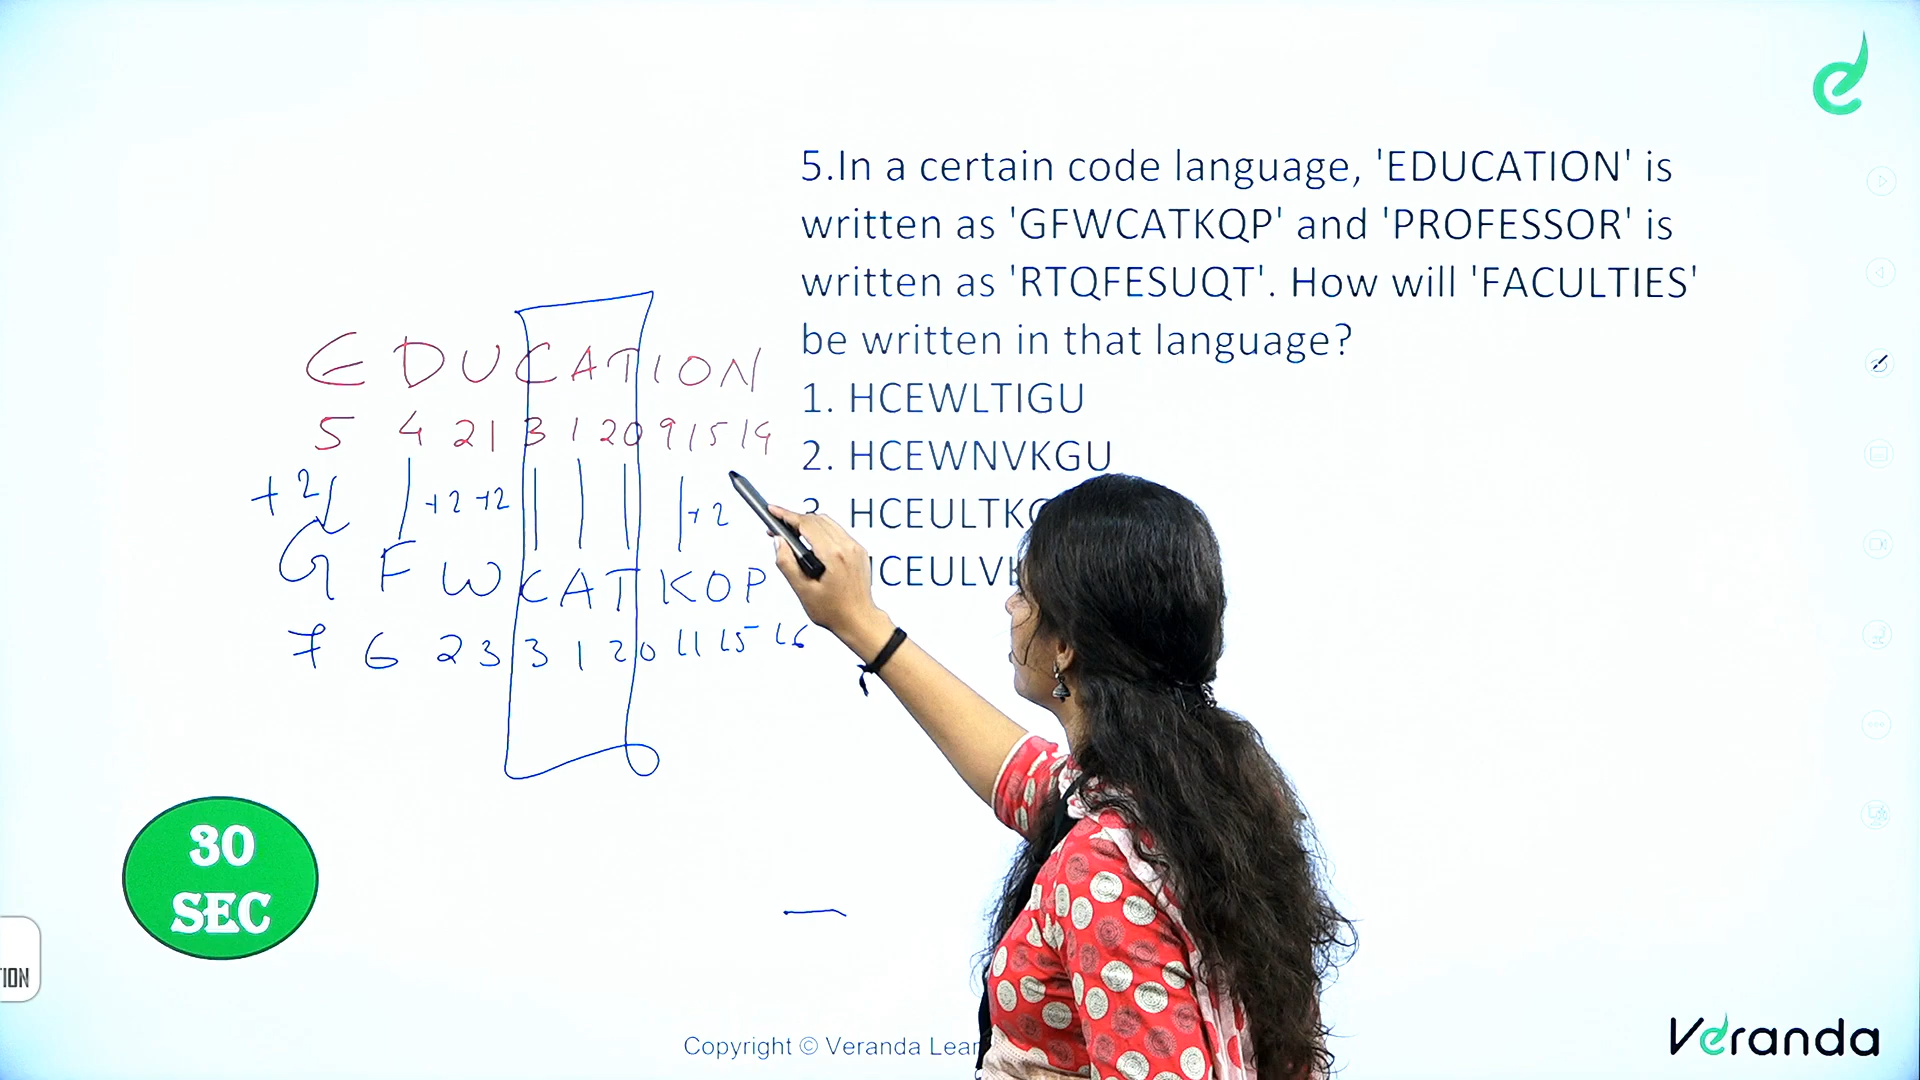 5.In a certain code language, 'EDUCATION' is
written as 'GFWCATKQP' and 'PROFESSOR' is
written as 'RTQFESUQT'. How will 'FACULTIES'
be written in that language?
1. HCEWLTIGU
2. HCEWNVKGU
3. HCEULTK
CEULV
EDUCATION
5 4 21 3 1 20 9 15 14
+2 +2 +2 +2
GFWCATKOP
7 6 23 3 1 20 11 15 16
30
SEC
ION
Copyright © Veranda Lear
Veranda